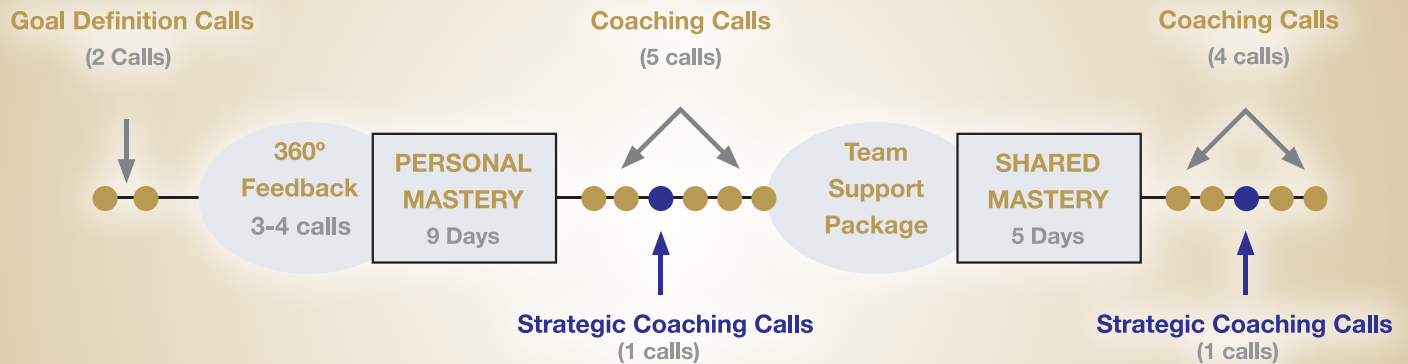 Goal Definition Calls
(2 Calls)
360º
Feedback
3-4 calls
PERSONAL
MASTERY
9 Days
Coaching Calls
(5 calls)
Strategic Coaching Calls
(1 calls)
Team
Support
Package
SHARED
MASTERY
5 Days
Coaching Calls
(4 calls)
Strategic Coaching Calls
(1 calls)